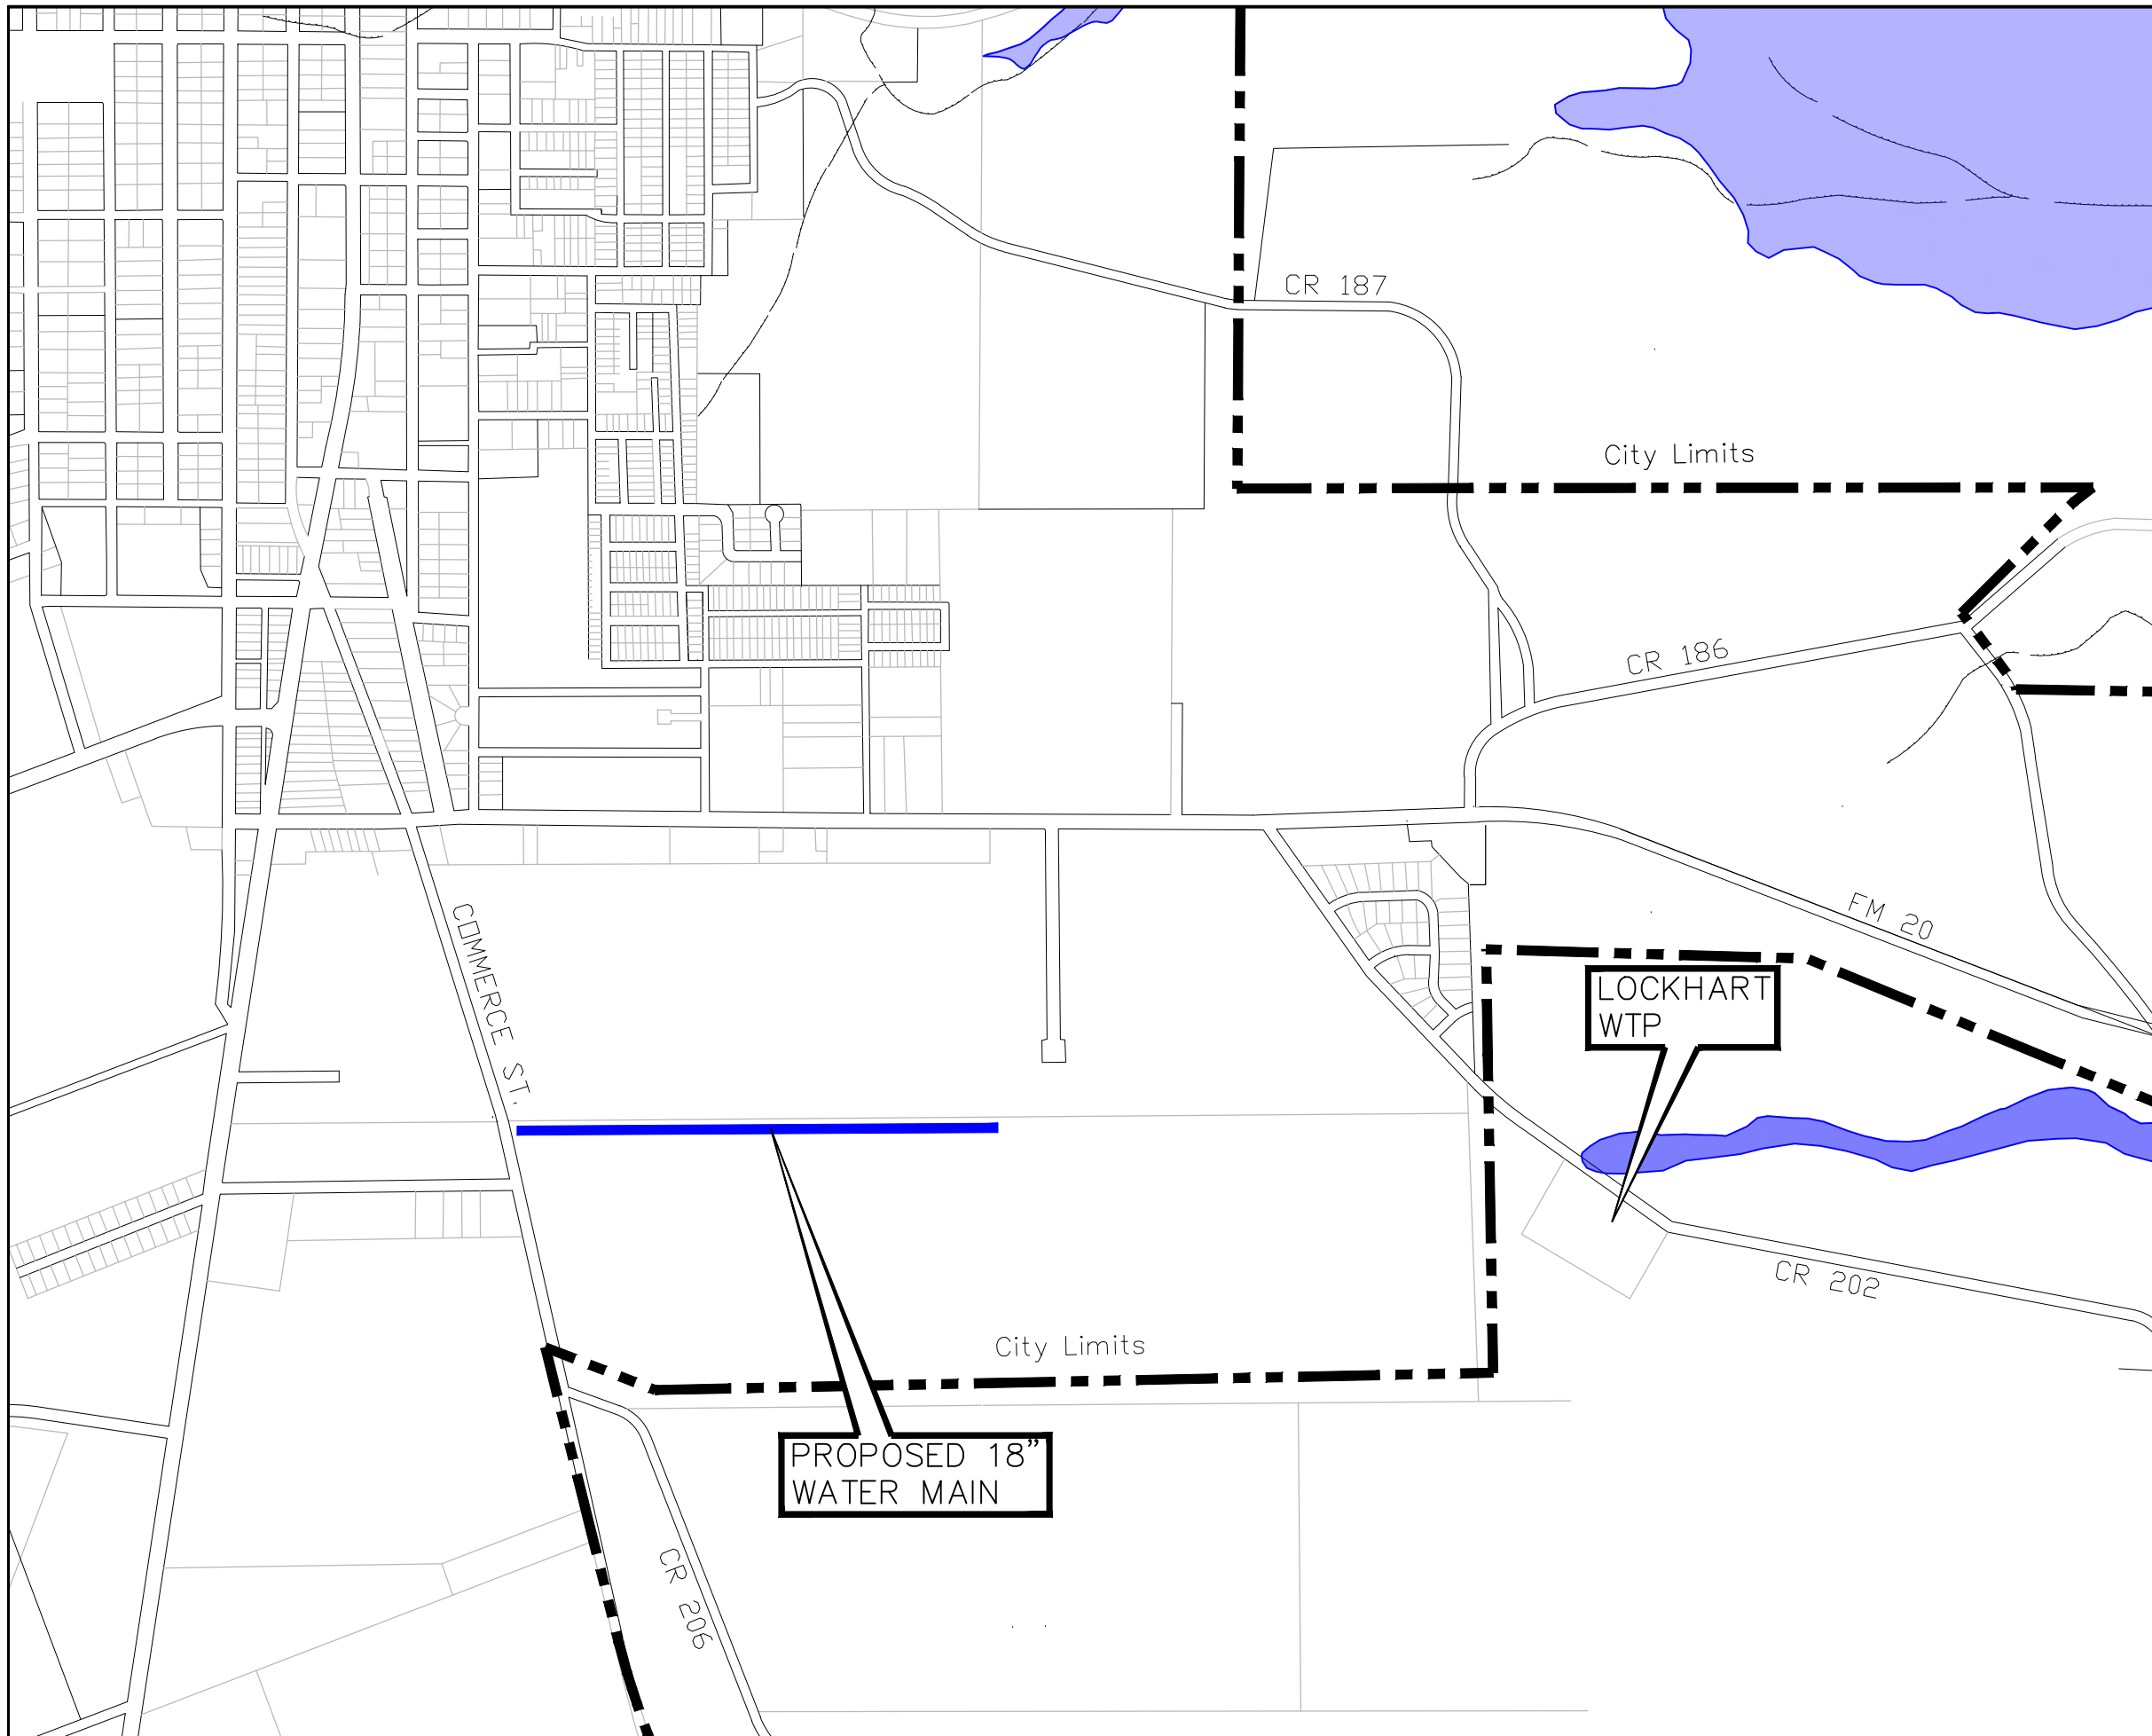 CR 187
City Limits
CR 186
FM 20
COMMERCE ST.
LOCKHART
WTP
CR 202
City Limits
PROPOSED 18"
WATER MAIN
CR 206